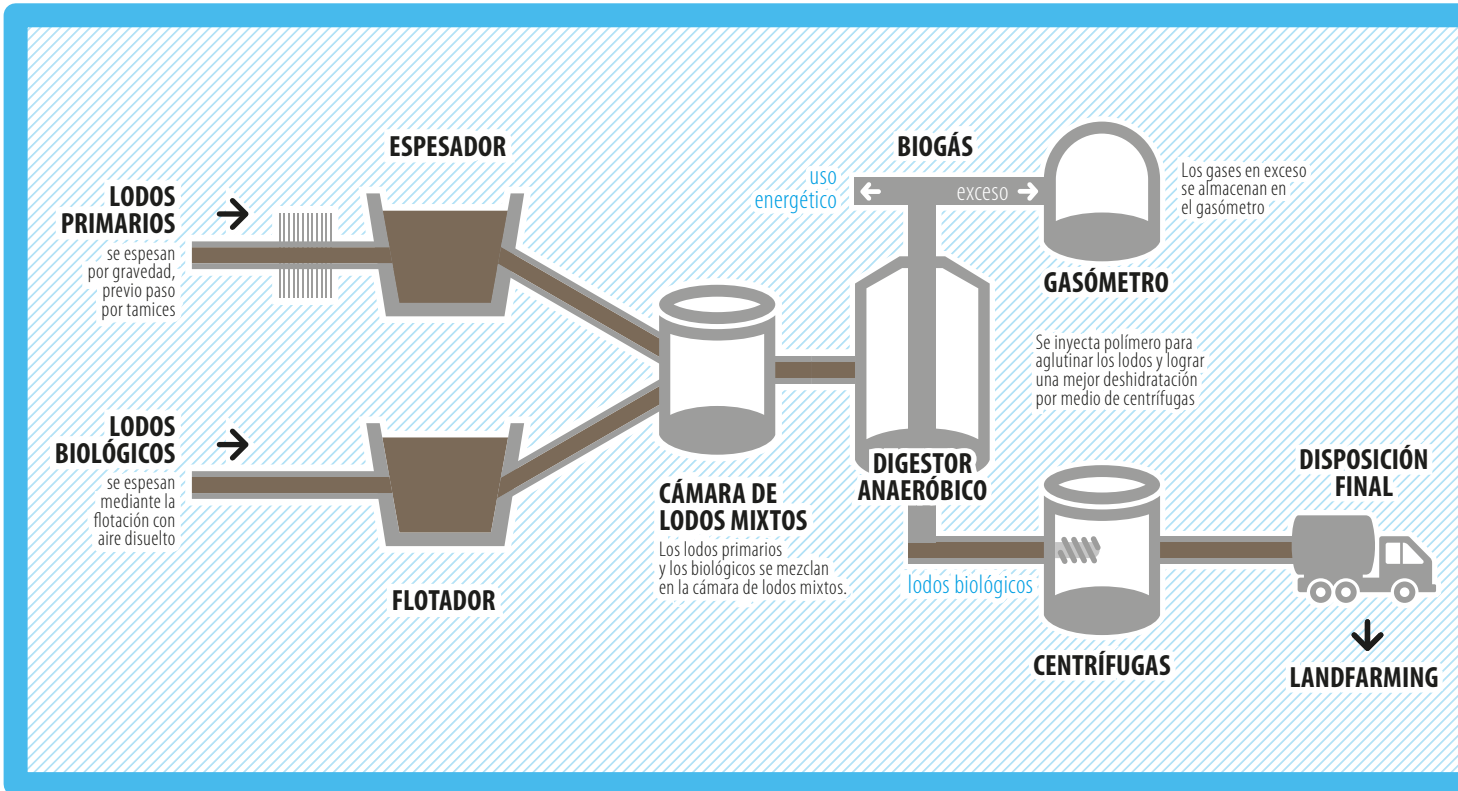 ESPESADOR
LODOS
PRIMARIOS
se espesan
por gravedad,
previo paso
por tamices
LODOS
BIOLÓGICOS
se espesan
mediante la
flotación con
aire disuelto
FLOTADOR
CÁMARA DE
LODOS MIXTOS
Los lodos primarios
y los biológicos se mezclan
en la cámara de lodos mixtos.
BIOGÁS
uso
energético
exceso
Los gases en exceso
se almacenan en
el gasómetro
GASÓMETRO
Se inyecta polímero para
aglutinar los lodos y lograr
una mejor deshidratación
por medio de centrífugas
DIGESTOR
ANAERÓBICO
lodos biológicos
CENTRÍFUGAS
DISPOSICIÓN
FINAL
LANDFARMING